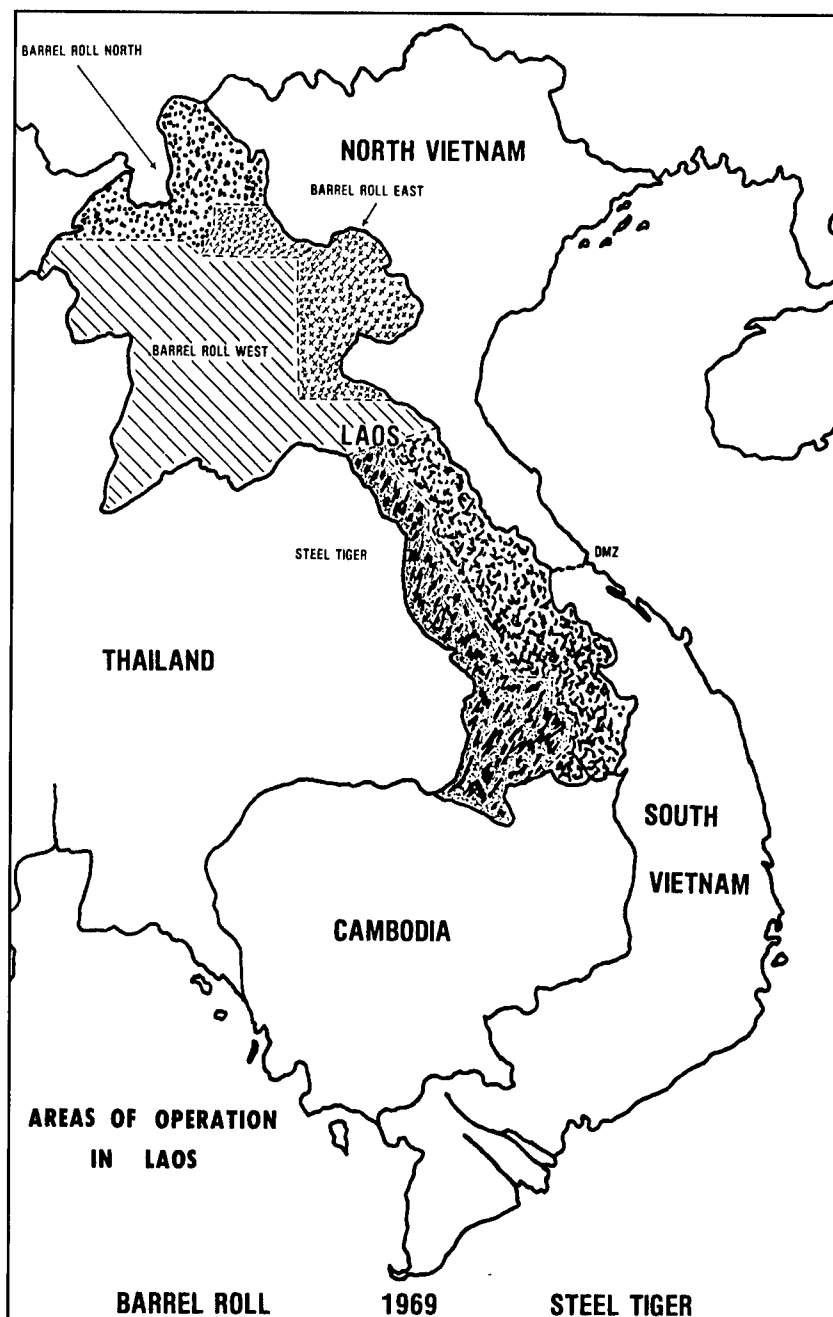 BARREL ROLL NORTH
NORTH VIETNAM
BARREL ROLL EAST
BARREL ROLL WEST
LAOS
STEEL TIGER
DMZ
THAILAND
SOUTH
VIETNAM
CAMBODIA
AREAS OF OPERATION
IN LAOS
BARREL ROLL 1969 STEEL TIGER